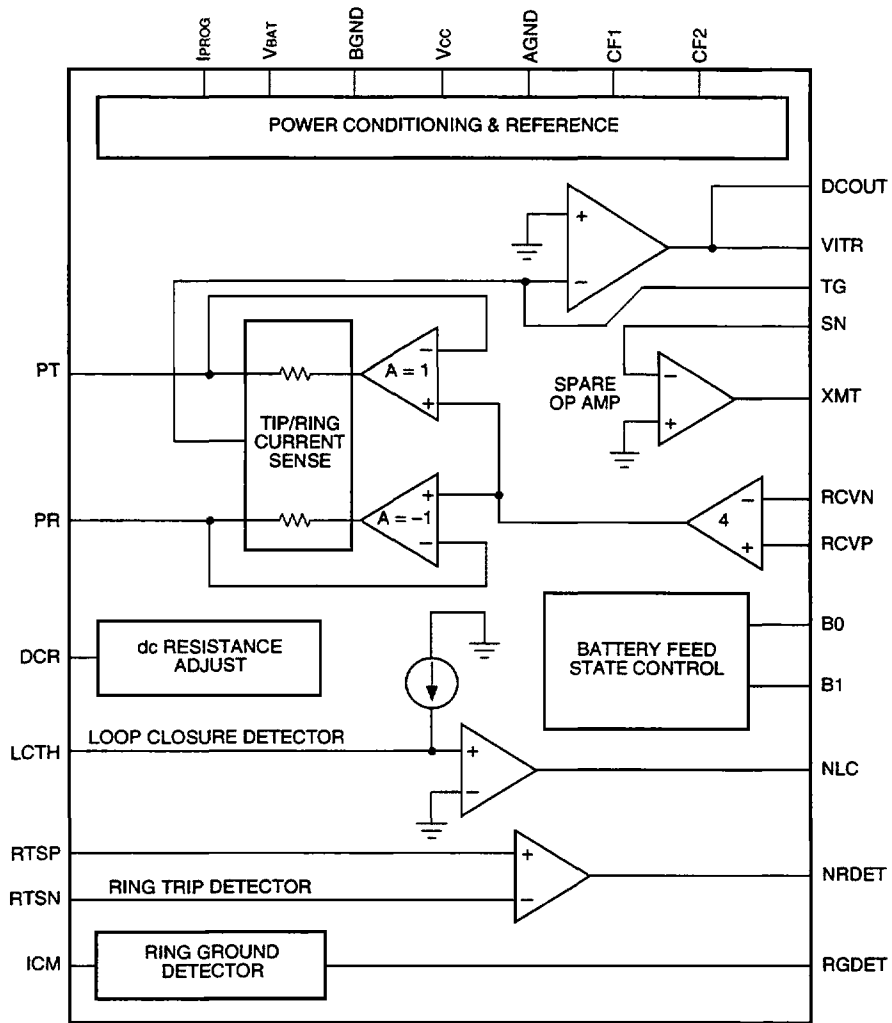 IPROG
VBAT
BGND
VCC
AGND
CF1
CF2
POWER CONDITIONING & REFERENCE
DCOUT
+
VITR
−
TG
SN
PT
−
A = 1
+
SPARE
OP AMP
−
+
XMT
TIP/RING
CURRENT
SENSE
PR
+
A = −1
−
4
−
+
RCVN
RCVP
DCR
dc RESISTANCE
ADJUST
BATTERY FEED
STATE CONTROL
B0
B1
LCTH
LOOP CLOSURE DETECTOR
+
−
NLC
RTSP
RTSN
RING TRIP DETECTOR
+
−
NRDET
ICM
RING GROUND
DETECTOR
RGDET